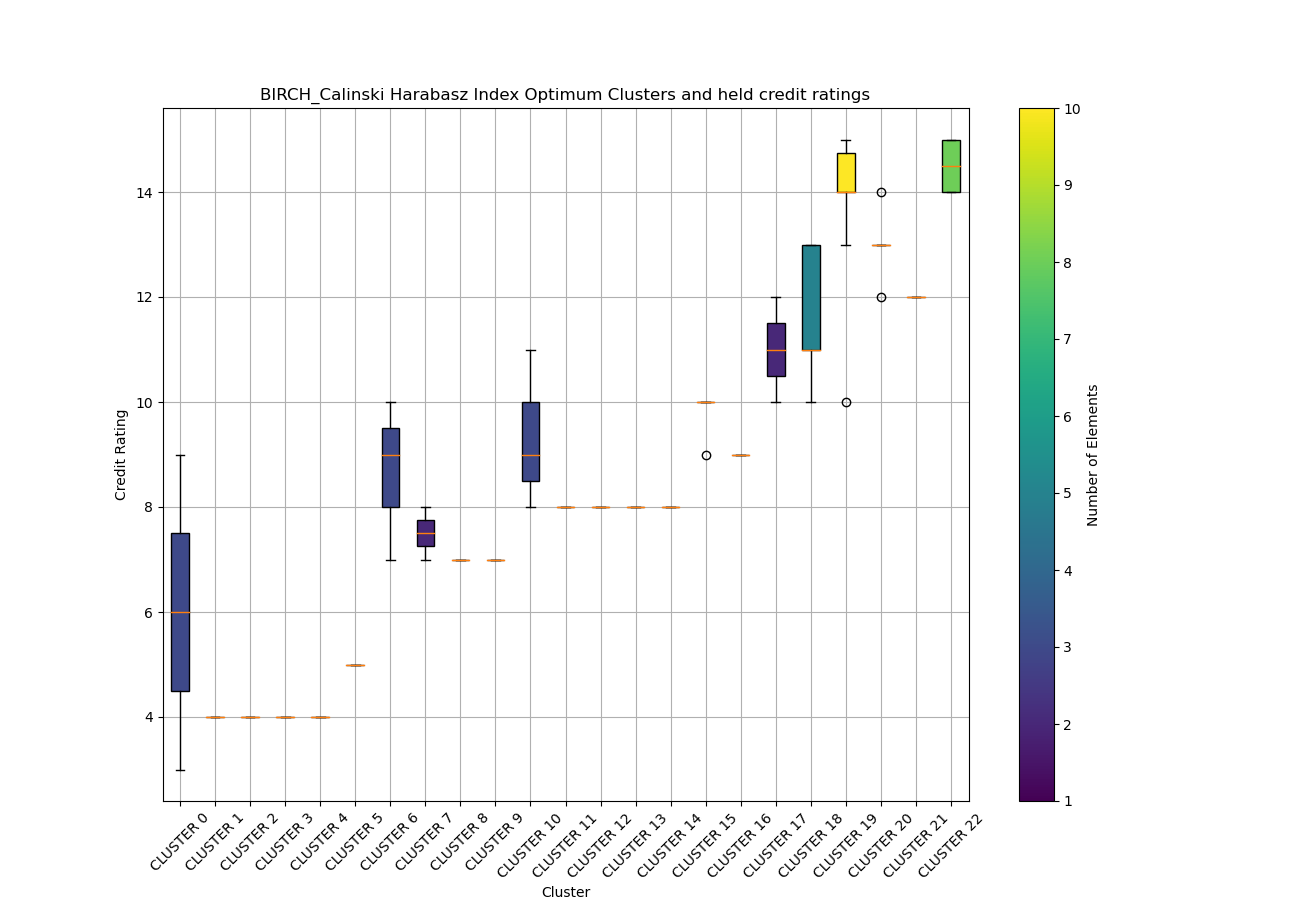 BIRCH_Calinski Harabasz Index Optimum Clusters and held credit ratings
14
12
10
8
6
4
Credit Rating
CLUSTER 0
CLUSTER 1
CLUSTER 2
CLUSTER 3
CLUSTER 4
CLUSTER 5
CLUSTER 6
CLUSTER 7
CLUSTER 8
CLUSTER 9
CLUSTER 10
CLUSTER 11
CLUSTER 12
CLUSTER 13
CLUSTER 14
CLUSTER 15
CLUSTER 16
CLUSTER 17
CLUSTER 18
CLUSTER 19
CLUSTER 20
CLUSTER 21
CLUSTER 22
Cluster
10
9
8
7
6
5
4
3
2
1
Number of Elements